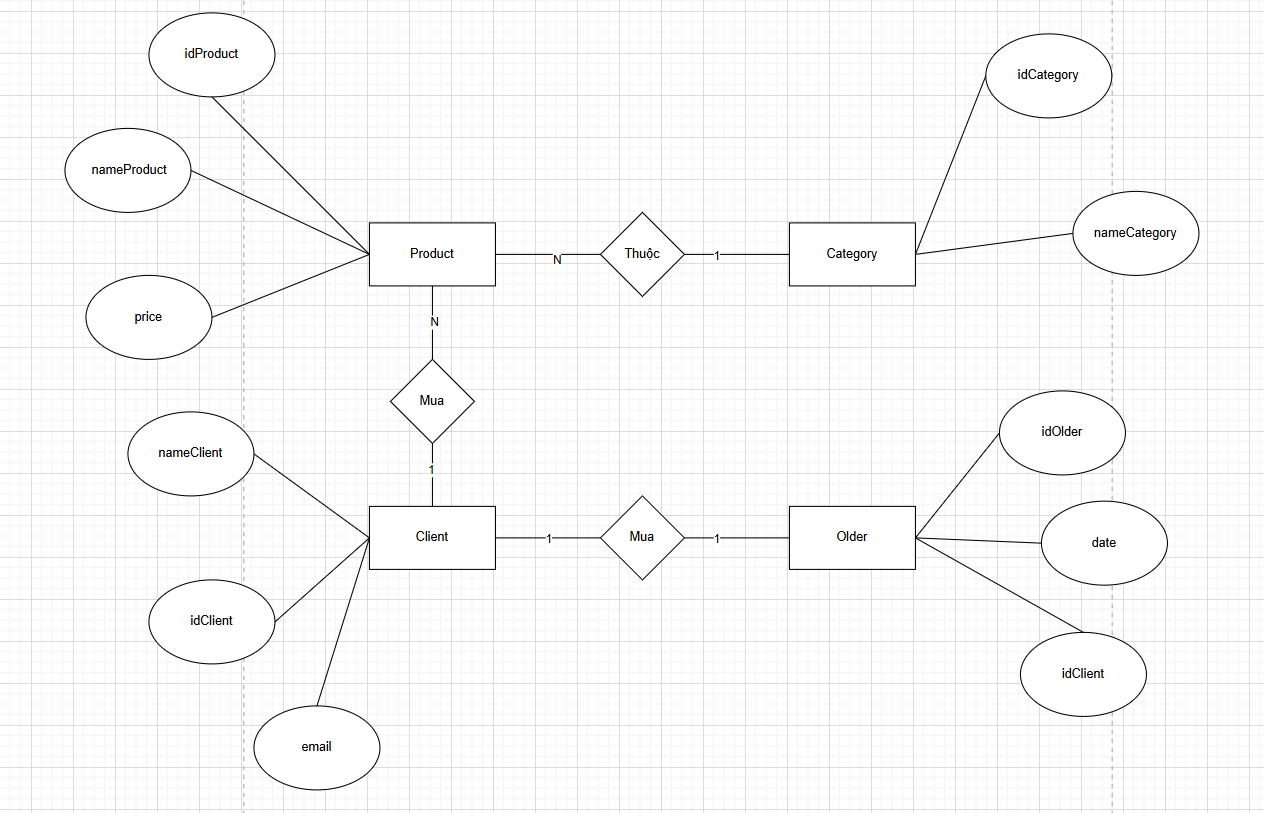 idProduct
idCategory
nameProduct
nameCategory
Product
N
Thuộc
1
Category
price
N
Mua
idOlder
nameClient
1
Client
1
Mua
1
Older
date
idClient
idClient
email